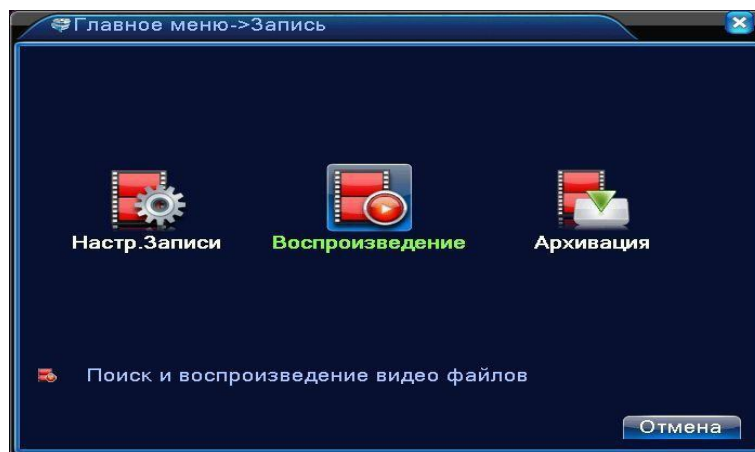 Главное меню->Запись
Настр.Записи
Воспроизведение
Архивация
Поиск и воспроизведение видео файлов
Отмена